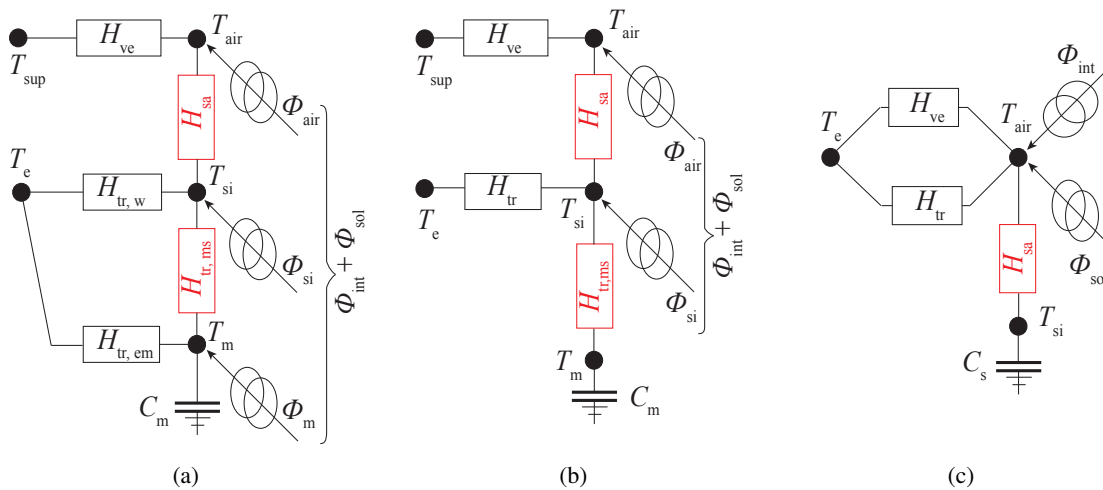 H_ve
T_air
T_sup
H_sa
Φ_air
T_e
H_tr, w
T_si
Φ_si
H_tr, ms
H_tr, em
T_m
Φ_m
C_m
Φ_int + Φ_sol
(a)
H_ve
T_air
T_sup
H_sa
Φ_air
H_tr
T_e
T_si
Φ_si
H_tr,ms
T_m
C_m
Φ_int + Φ_sol
(b)
Φ_int
H_ve
T_e
T_air
H_tr
H_sa
Φ_so
T_si
C_s
(c)